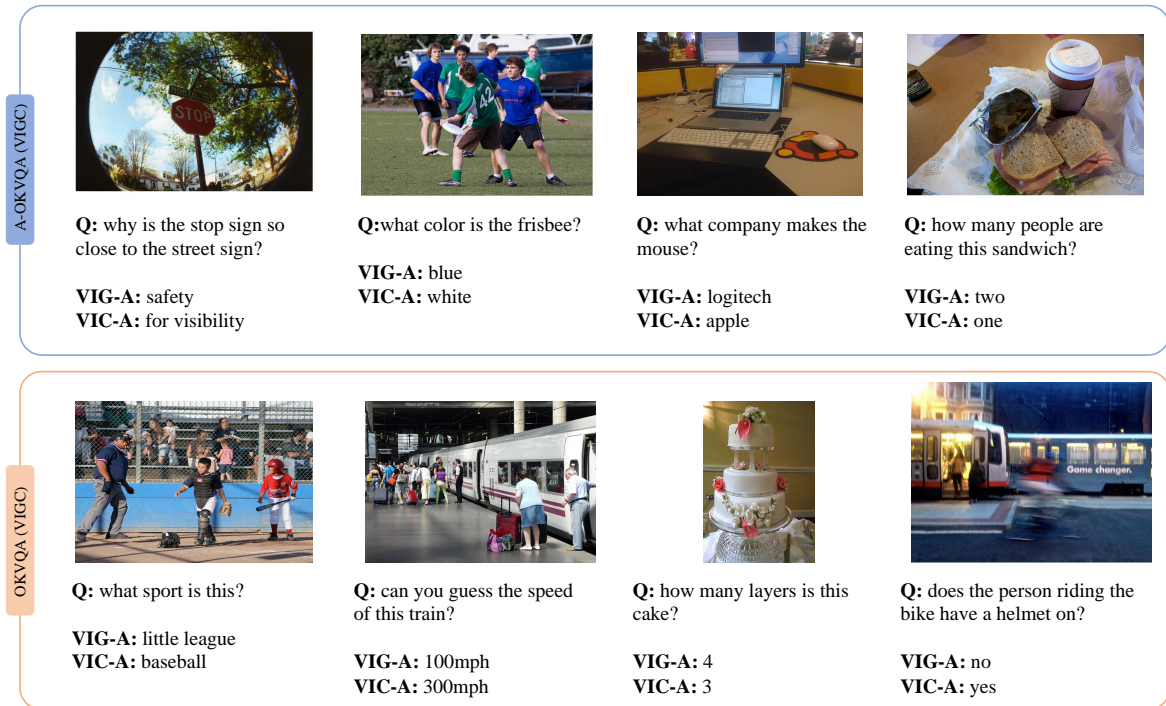 A-OKVQA (VIGC)
STOP
42
Q: why is the stop sign so
close to the street sign?
VIG-A: safety
VIC-A: for visibility
Q:what color is the frisbee?
VIG-A: blue
VIC-A: white
Q: what company makes the
mouse?
VIG-A: logitech
VIC-A: apple
Q: how many people are
eating this sandwich?
VIG-A: two
VIC-A: one
OKVQA (VIGC)
Game changer.
Q: what sport is this?
VIG-A: little league
VIC-A: baseball
Q: can you guess the speed
of this train?
VIG-A: 100mph
VIC-A: 300mph
Q: how many layers is this
cake?
VIG-A: 4
VIC-A: 3
Q: does the person riding the
bike have a helmet on?
VIG-A: no
VIC-A: yes